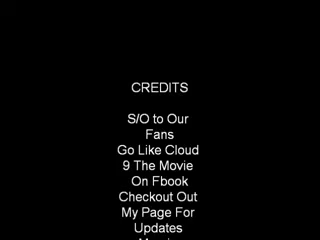 CREDITS
S/O to Our
Fans
Go Like Cloud
9 The Movie
On Fbook
Checkout Out
My Page For
Updates